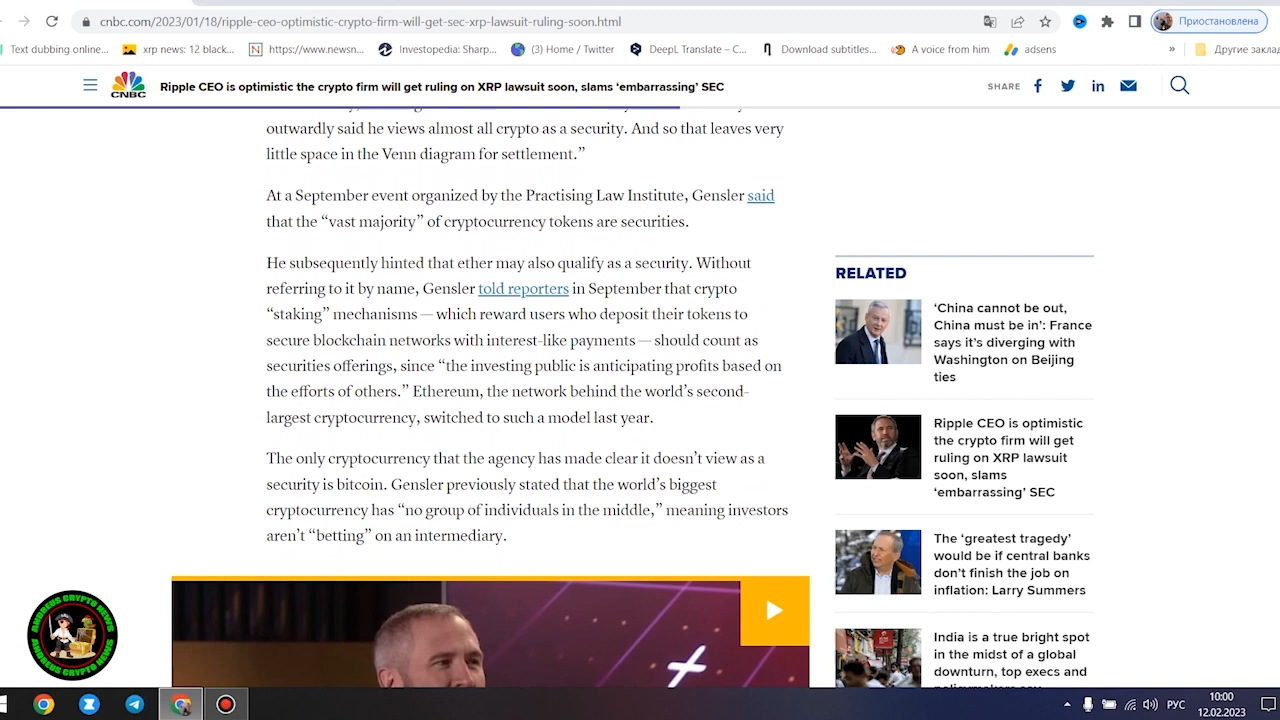 cnbc.com/2023/01/18/ripple-ceo-optimistic-crypto-firm-will-get-sec-xrp-lawsuit-ruling-soon.html
Приостановлена
Text dubbing online...
xrp news: 12 black...
https://www.newsn...
Investopedia: Sharp...
(3) Home / Twitter
DeepL Translate – C...
Download subtitles...
A voice from him
adsens
»
Другие закла
CNBC
Ripple CEO is optimistic the crypto firm will get ruling on XRP lawsuit soon, slams ‘embarrassing’ SEC
SHARE
outwardly said he views almost all crypto as a security. And so that leaves very
little space in the Venn diagram for settlement.”
At a September event organized by the Practising Law Institute, Gensler said
that the “vast majority” of cryptocurrency tokens are securities.
He subsequently hinted that ether may also qualify as a security. Without
referring to it by name, Gensler told reporters in September that crypto
“staking” mechanisms — which reward users who deposit their tokens to
secure blockchain networks with interest-like payments — should count as
securities offerings, since “the investing public is anticipating profits based on
the efforts of others.” Ethereum, the network behind the world’s second-
largest cryptocurrency, switched to such a model last year.
The only cryptocurrency that the agency has made clear it doesn’t view as a
security is bitcoin. Gensler previously stated that the world’s biggest
cryptocurrency has “no group of individuals in the middle,” meaning investors
aren’t “betting” on an intermediary.
RELATED
‘China cannot be out,
China must be in’: France
says it’s diverging with
Washington on Beijing
ties
Ripple CEO is optimistic
the crypto firm will get
ruling on XRP lawsuit
soon, slams
‘embarrassing’ SEC
The ‘greatest tragedy’
would be if central banks
don’t finish the job on
inflation: Larry Summers
India is a true bright spot
in the midst of a global
downturn, top execs and
ANDREUS CRYPTO NEWS
ANDREUS CRYPTO NEWS
РУС
10:00
12.02.2023